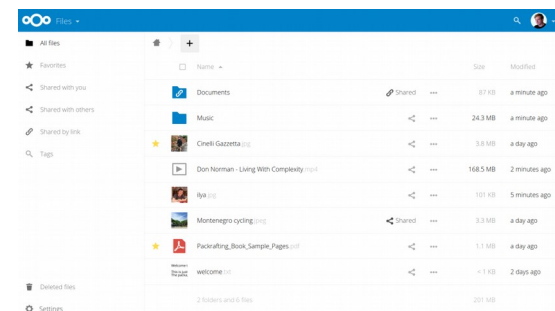 Files
All files
Favorites
Shared with you
Shared with others
Shared by link
Tags
Deleted files
Settings
+
Name Size Modified
Documents Shared 87 KB a minute ago
Music 24.3 MB a minute ago
Cinelli Gazzetta.jpg 3.8 MB a day ago
Don Norman - Living With Complexity.mp4 168.5 MB 2 minutes ago
ilya.jpg 101 KB 5 minutes ago
Montenegro cycling.jpeg Shared 3.3 MB a day ago
Packrafting_Book_Sample_Pages.pdf 1.1 MB a day ago
welcome.txt < 1 KB 2 days ago
2 folders and 6 files 201 MB